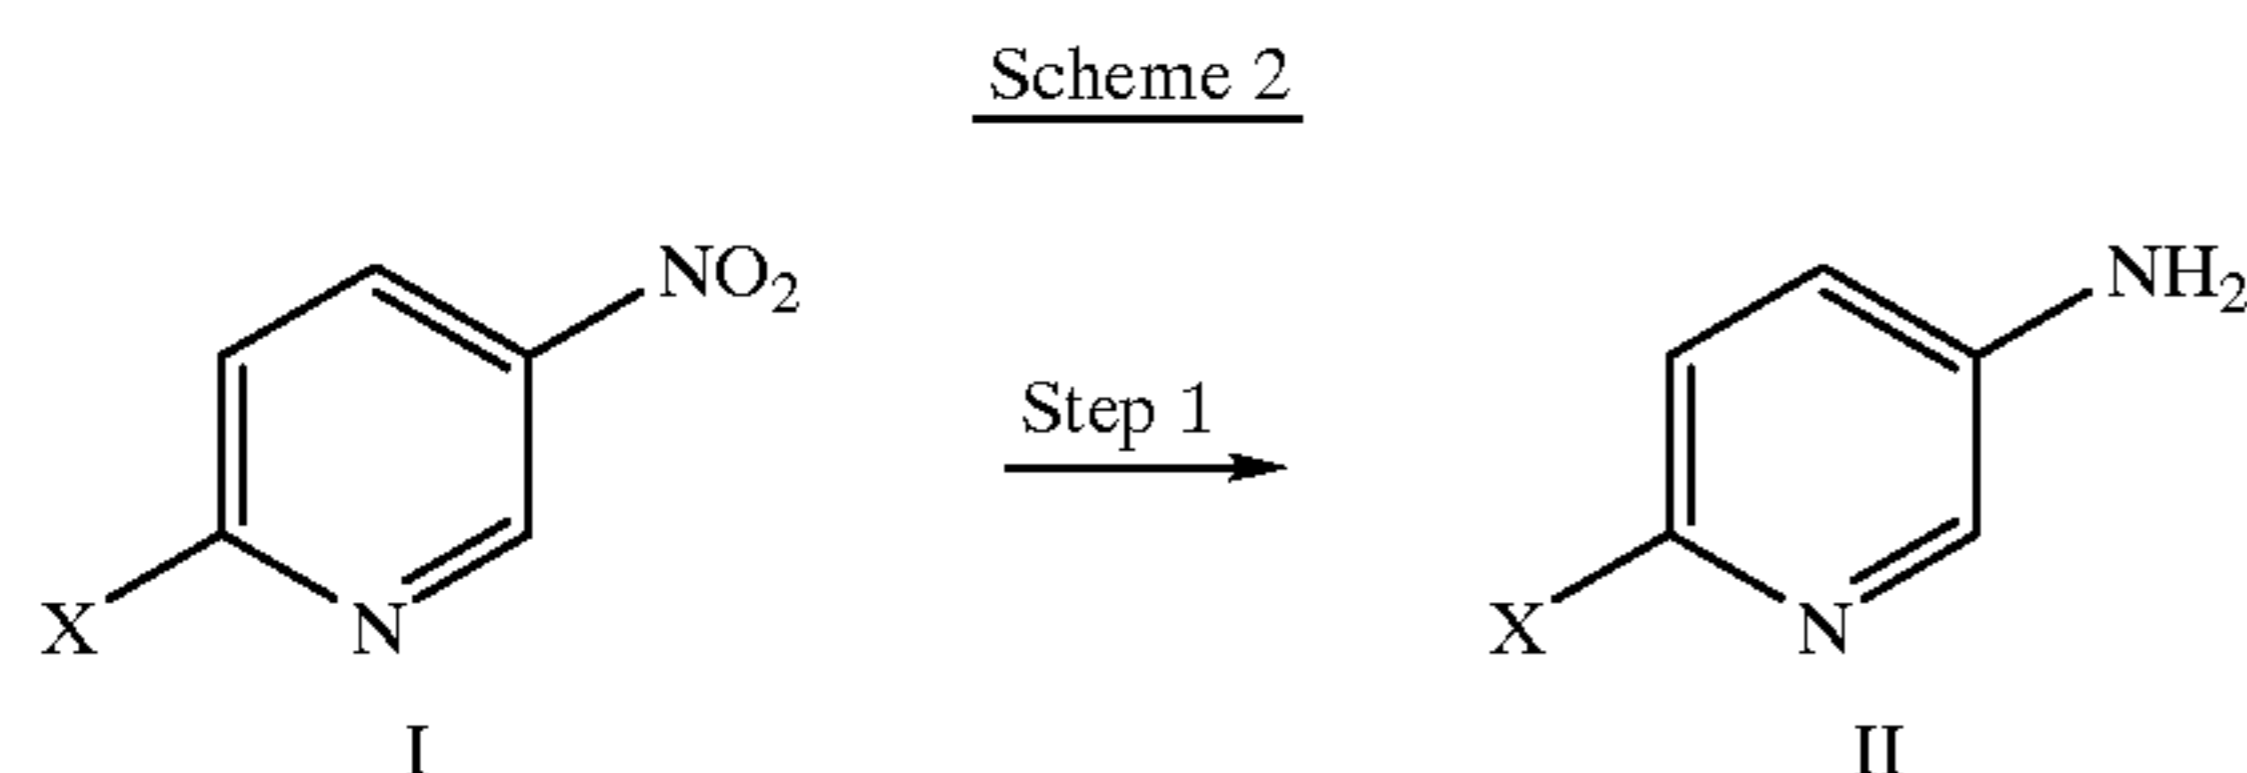 Scheme 2
NO2
NH2
Step 1
X
N
X
N
I
II